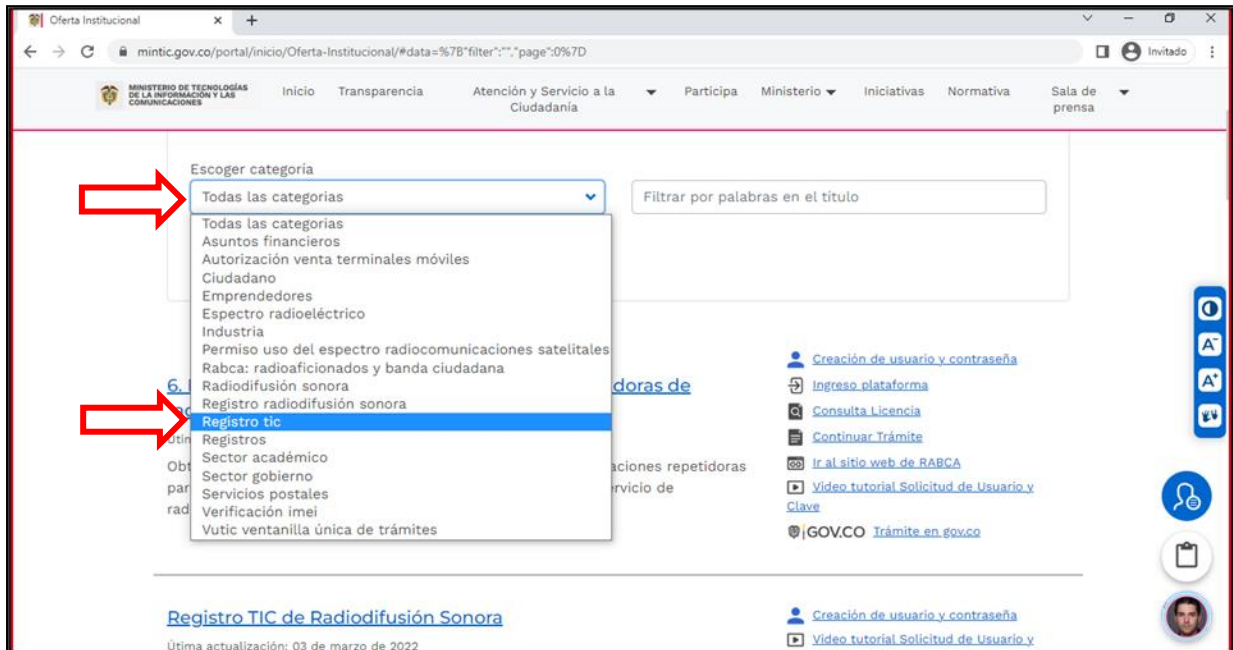 Oferta Institucional
mintic.gov.co/portal/inicio/Oferta-Institucional/#data=%7B"filter":"","page":0%7D
Invitado
MINISTERIO DE TECNOLOGÍAS
DE LA INFORMACIÓN Y LAS
COMUNICACIONES
Inicio Transparencia Atención y Servicio a la Ciudadanía Participa Ministerio Iniciativas Normativa Sala de prensa
Escoger categoría
Todas las categorias
Filtrar por palabras en el título
Todas las categorias
Asuntos financieros
Autorización venta terminales móviles
Ciudadano
Emprendedores
Espectro radioeléctrico
Industria
Permiso uso del espectro radiocomunicaciones satelitales
Rabca: radioaficionados y banda ciudadana
Radiodifusión sonora
Registro radiodifusión sonora
Registro tic
Registros
Sector académico
Sector gobierno
Servicios postales
Verificación imei
Vutic ventanilla única de trámites
6. doras de
Obt aciones repetidoras
par rvicio de
rad
Creación de usuario y contraseña
Ingreso plataforma
Consulta Licencia
Continuar Trámite
Ir al sitio web de RABCA
Video tutorial Solicitud de Usuario y
Clave
GOV.CO Trámite en gov.co
A-
A+
Registro TIC de Radiodifusión Sonora
Útima actualización: 03 de marzo de 2022
Creación de usuario y contraseña
Video tutorial Solicitud de Usuario y